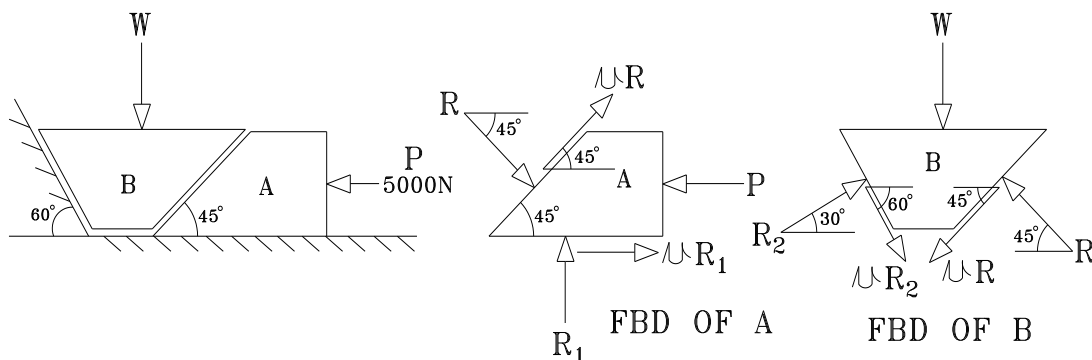 W
B
A
P
5000N
60°
45°
R
μR
45°
45°
A
P
45°
μR₁
R₁
FBD OF A
W
B
60°
45°
R₂
30°
45°
R
μR₂
μR
FBD OF B